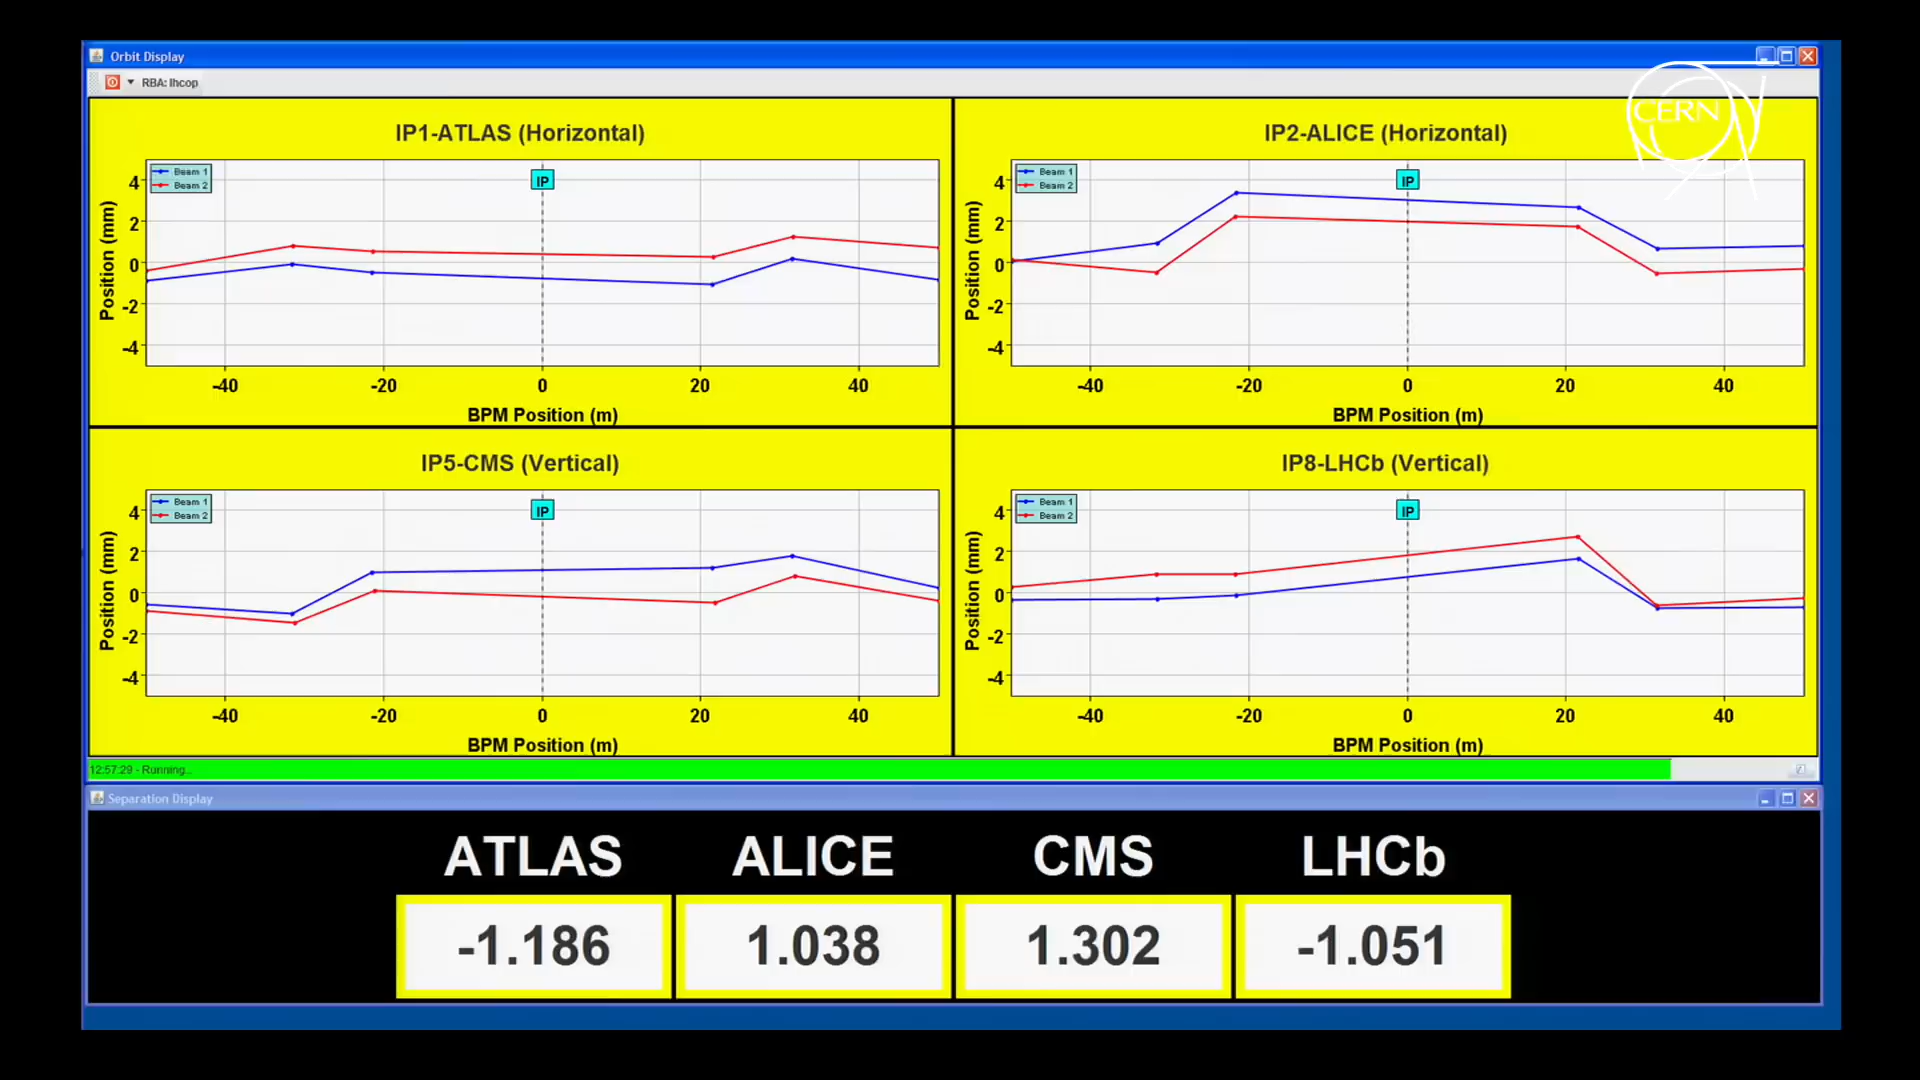 Orbit Display
RBA: lhcop
CERN
IP1-ATLAS (Horizontal)
Beam 1
Beam 2
IP
4
2
0
-2
-4
Position (mm)
-40 -20 0 20 40
BPM Position (m)
IP2-ALICE (Horizontal)
Beam 1
Beam 2
IP
4
2
0
-2
-4
Position (mm)
-40 -20 0 20 40
BPM Position (m)
IP5-CMS (Vertical)
Beam 1
Beam 2
IP
4
2
0
-2
-4
Position (mm)
-40 -20 0 20 40
BPM Position (m)
IP8-LHCb (Vertical)
Beam 1
Beam 2
IP
4
2
0
-2
-4
Position (mm)
-40 -20 0 20 40
BPM Position (m)
12:57:29 - Running...
Separation Display
ATLAS ALICE CMS LHCb
-1.186 1.038 1.302 -1.051